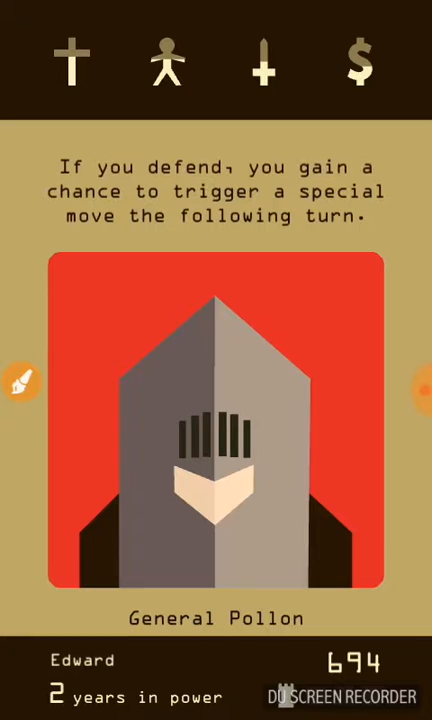 If you defend, you gain a
chance to trigger a special
move the following turn.
General Pollon
Edward
694
2 years in power
DU SCREEN RECORDER